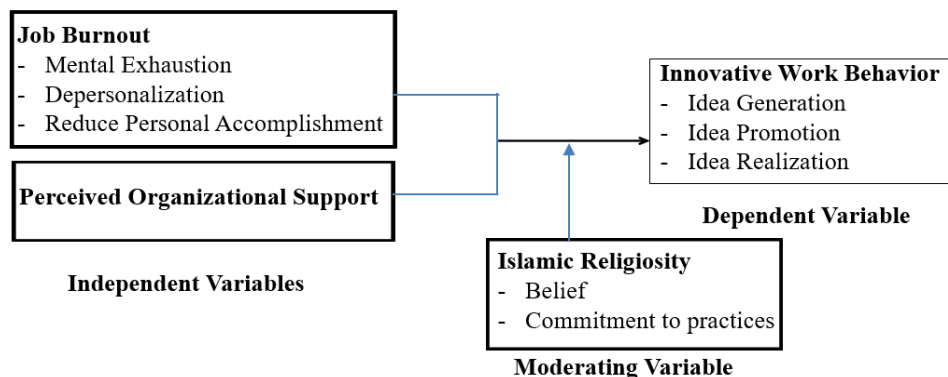 Job Burnout
- Mental Exhaustion
- Depersonalization
- Reduce Personal Accomplishment
Perceived Organizational Support
Independent Variables
Innovative Work Behavior
- Idea Generation
- Idea Promotion
- Idea Realization
Dependent Variable
Islamic Religiosity
- Belief
- Commitment to practices
Moderating Variable